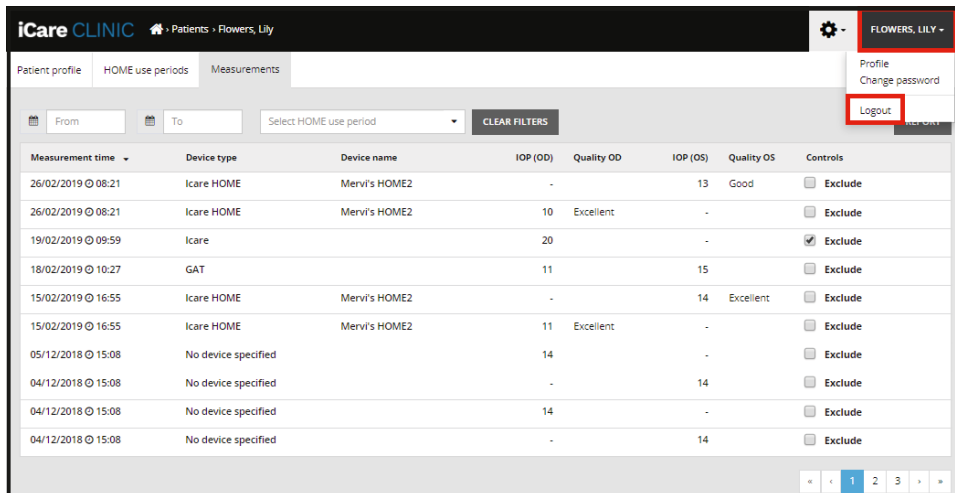 iCare CLINIC › Patients › Flowers, Lily FLOWERS, LILY
Patient profile HOME use periods Measurements
Profile
Change password
Logout
From To Select HOME use period CLEAR FILTERS REPORT
Measurement time Device type Device name IOP (OD) Quality OD IOP (OS) Quality OS Controls
26/02/2019 08:21 Icare HOME Mervi's HOME2 - 13 Good Exclude
26/02/2019 08:21 Icare HOME Mervi's HOME2 10 Excellent - Exclude
19/02/2019 09:59 Icare 20 - Exclude
18/02/2019 10:27 GAT 11 15 Exclude
15/02/2019 16:55 Icare HOME Mervi's HOME2 - 14 Excellent Exclude
15/02/2019 16:55 Icare HOME Mervi's HOME2 11 Excellent - Exclude
05/12/2018 15:08 No device specified 14 - Exclude
04/12/2018 15:08 No device specified - 14 Exclude
04/12/2018 15:08 No device specified 14 - Exclude
04/12/2018 15:08 No device specified - 14 Exclude
« ‹ 1 2 3 › »